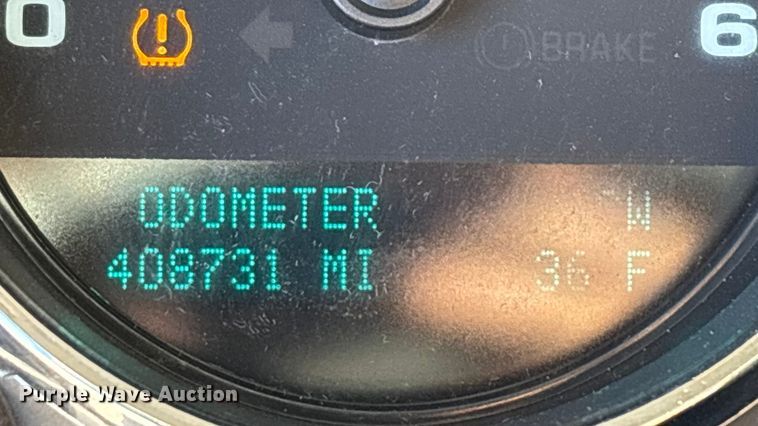 0 BRAKE 6
ODOMETER W
408731 MI 36 F
Purple Wave Auction